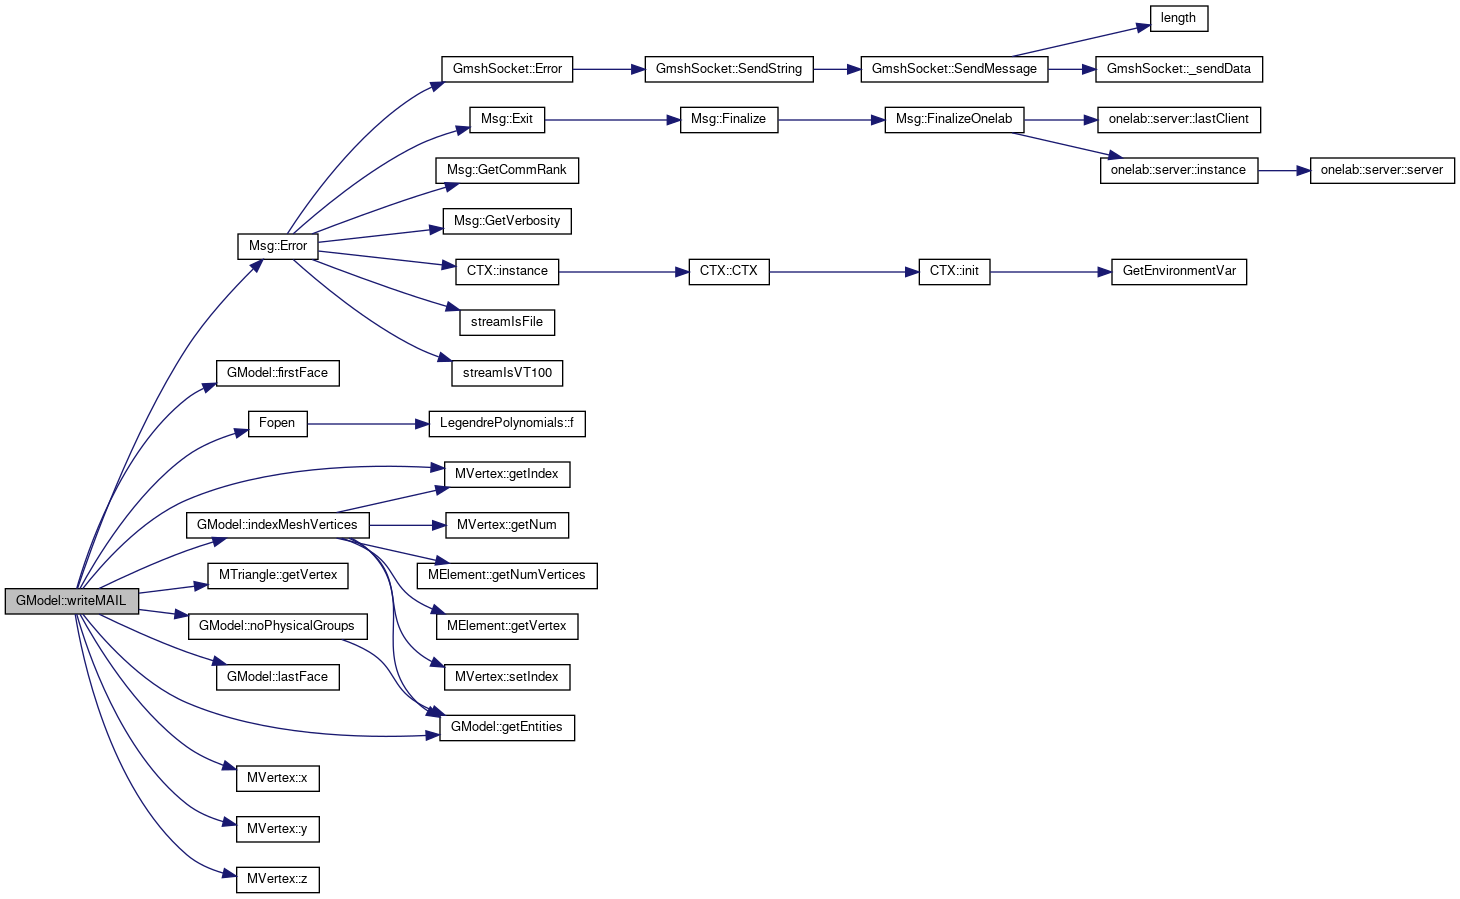 length
GmshSocket::Error
GmshSocket::SendString
GmshSocket::SendMessage
GmshSocket::_sendData
Msg::Exit
Msg::Finalize
Msg::FinalizeOnelab
onelab::server::lastClient
Msg::GetCommRank
onelab::server::instance
onelab::server::server
Msg::GetVerbosity
Msg::Error
CTX::instance
CTX::CTX
CTX::init
GetEnvironmentVar
streamIsFile
GModel::firstFace
streamIsVT100
Fopen
LegendrePolynomials::f
MVertex::getIndex
GModel::indexMeshVertices
MVertex::getNum
MTriangle::getVertex
MElement::getNumVertices
GModel::writeMAIL
GModel::noPhysicalGroups
MElement::getVertex
GModel::lastFace
MVertex::setIndex
GModel::getEntities
MVertex::x
MVertex::y
MVertex::z